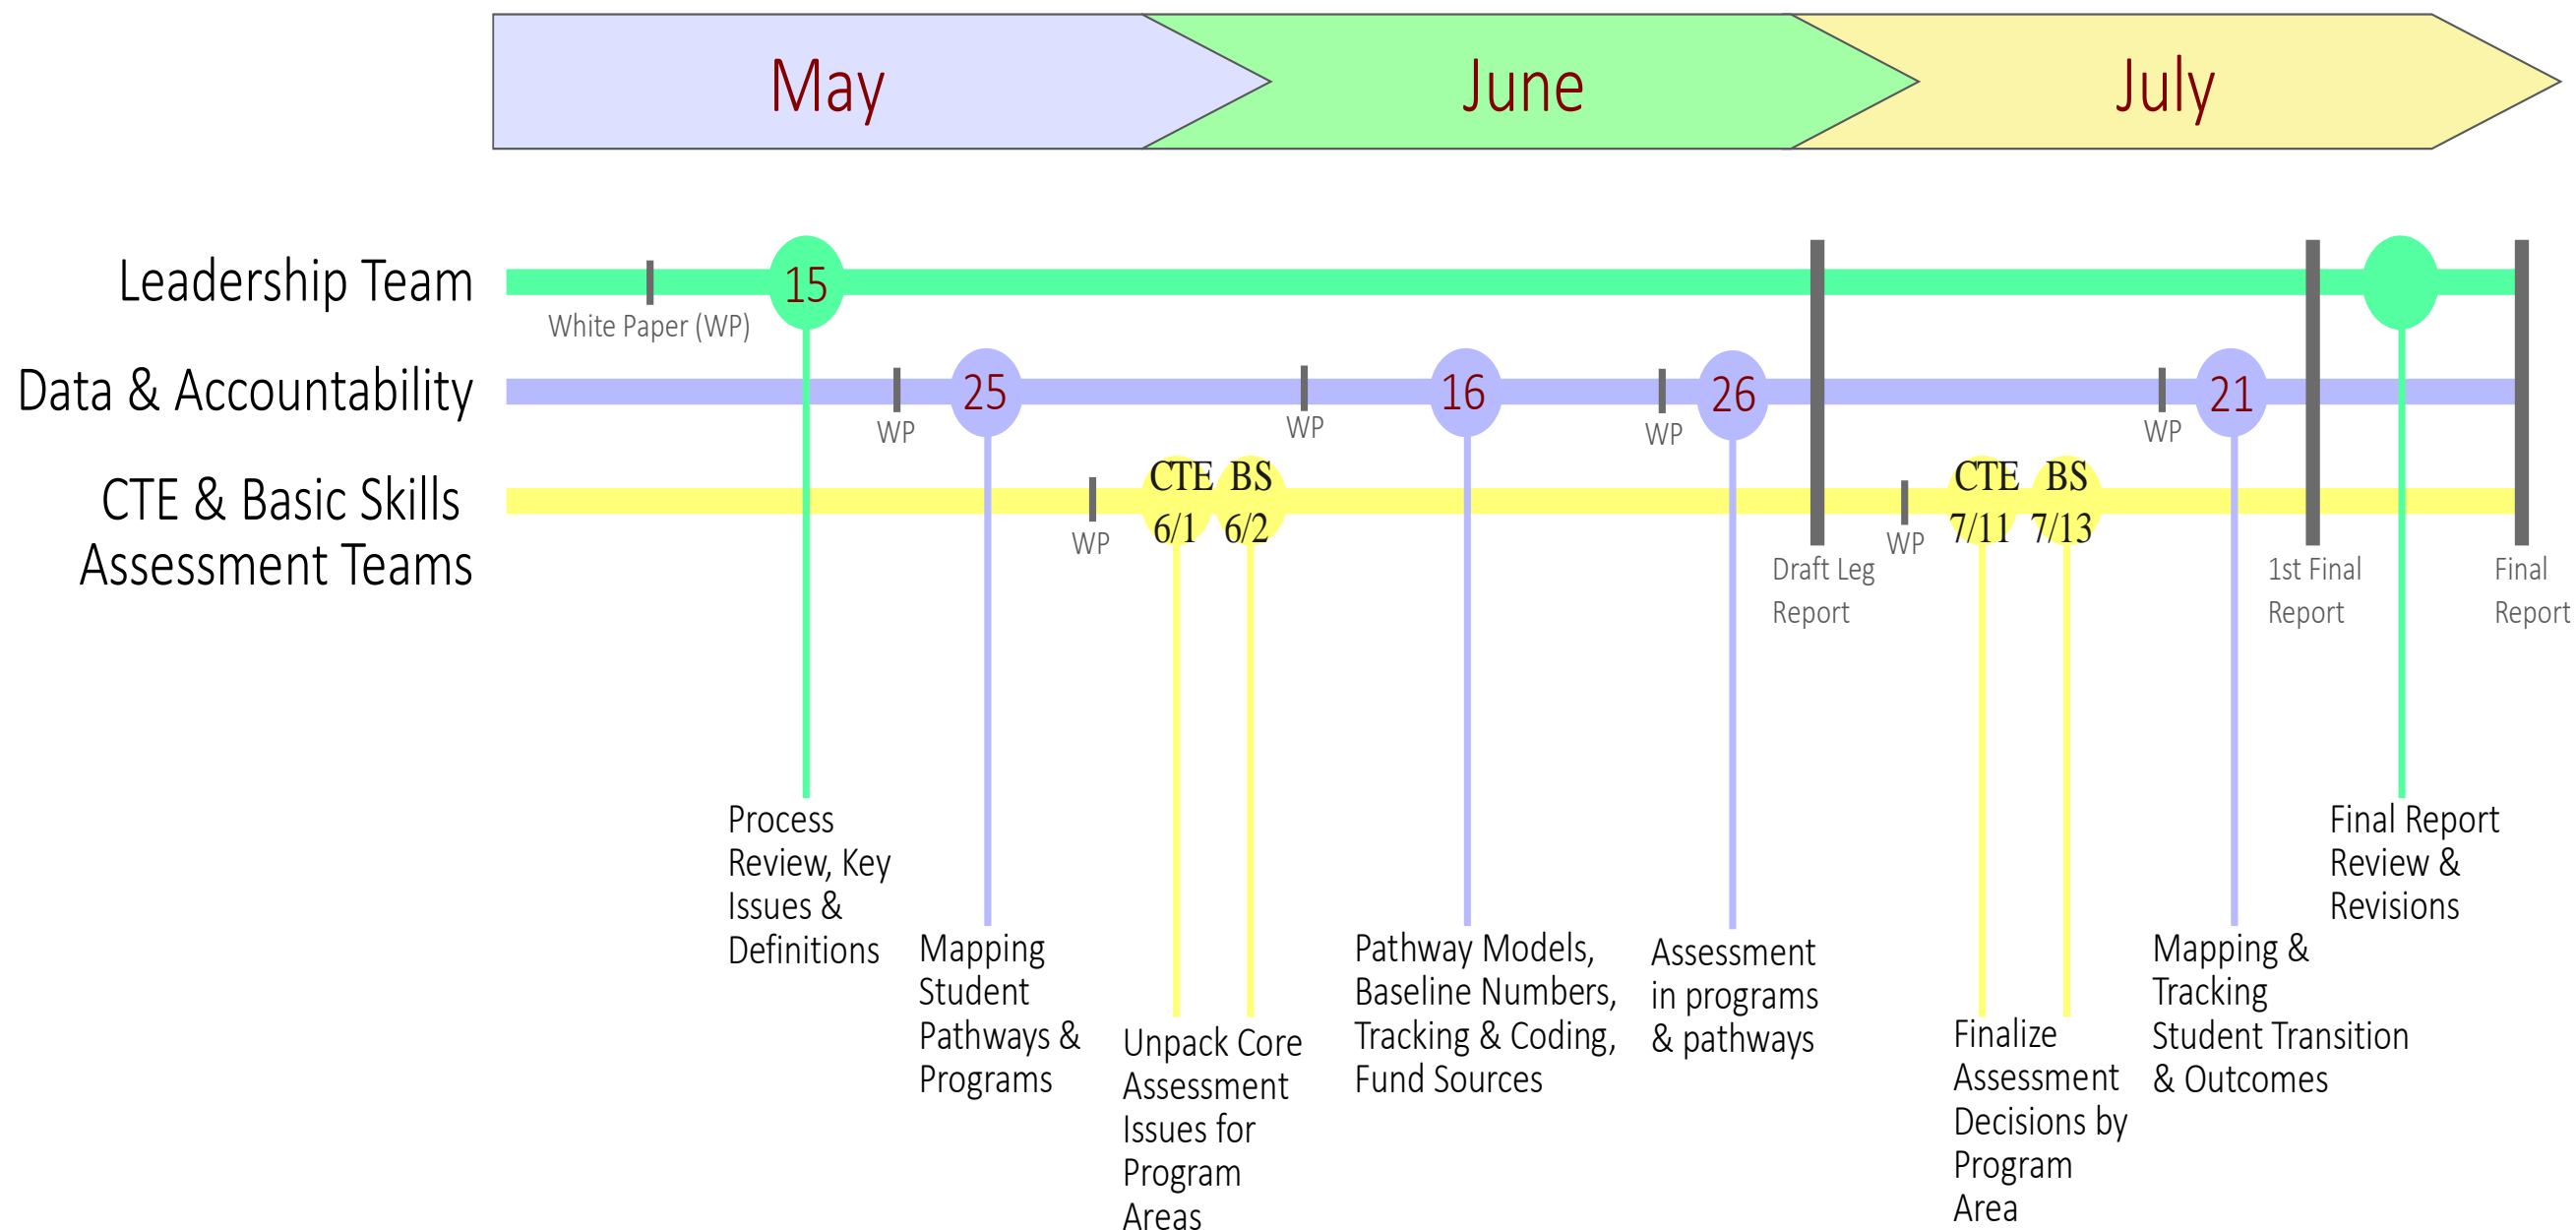 May
June
July
Leadership Team
15
White Paper (WP)
Data & Accountability
25
16
26
21
WP
WP
WP
WP
CTE & Basic Skills
Assessment Teams
CTE
6/1
BS
6/2
CTE
7/11
BS
7/13
WP
WP
Draft Leg
Report
1st Final
Report
Final
Report
Process
Review, Key
Issues &
Definitions
Mapping
Student
Pathways &
Programs
Unpack Core
Assessment
Issues for
Program
Areas
Pathway Models,
Baseline Numbers,
Tracking & Coding,
Fund Sources
Assessment
in programs
& pathways
Finalize
Assessment
Decisions by
Program
Area
Mapping &
Tracking
Student Transition
& Outcomes
Final Report
Review &
Revisions